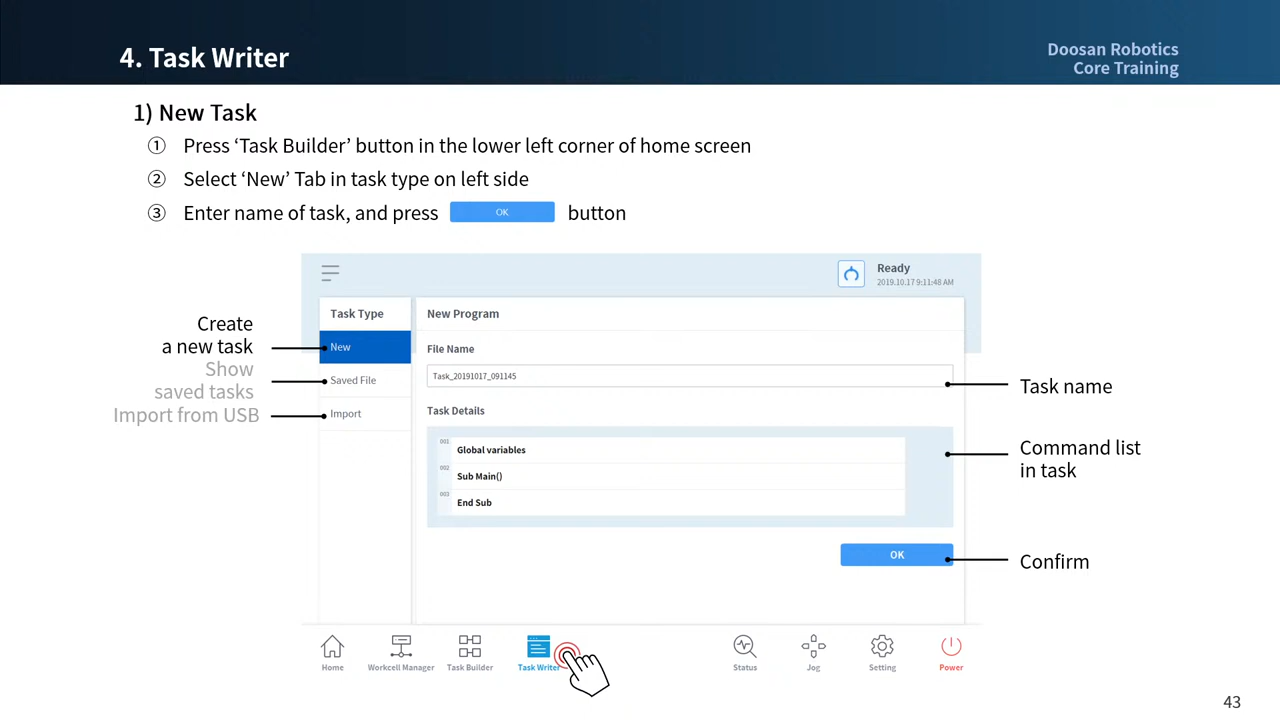 4. Task Writer
Doosan Robotics
Core Training
1) New Task
① Press ‘Task Builder’ button in the lower left corner of home screen
② Select ‘New’ Tab in task type on left side
③ Enter name of task, and press OK button
Ready
2019.10.17 9:11:48 AM
Task Type
New
Saved File
Import
New Program
File Name
Task_20191017_091145
Task Details
001
Global variables
002
Sub Main()
003
End Sub
OK
Create
a new task
Show
saved tasks
Import from USB
Task name
Command list
in task
Confirm
Home
Workcell Manager
Task Builder
Task Writer
Status
Jog
Setting
Power
43